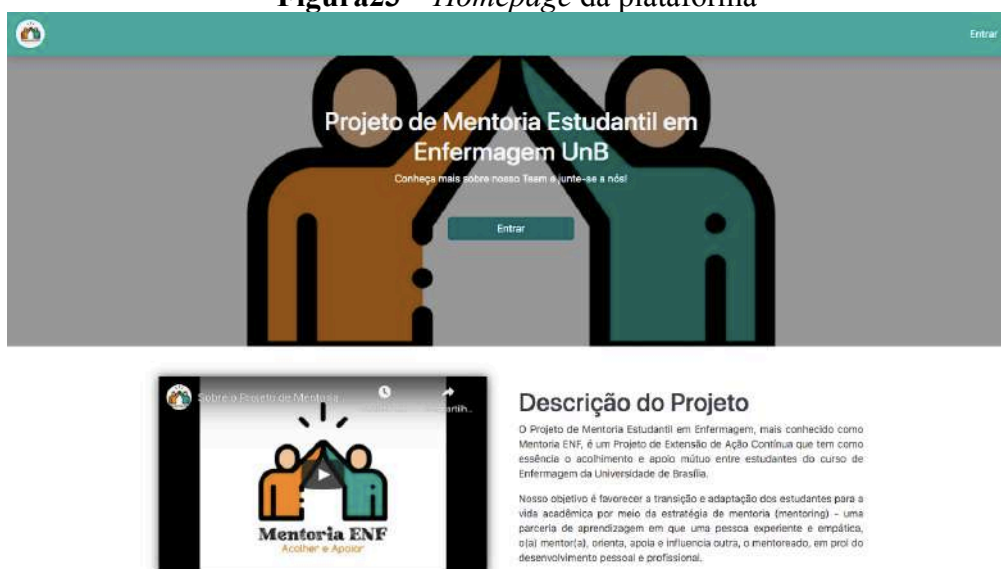 Figura23 Homepage da plataforma
Entrar
Projeto de Mentoria Estudantil em
Enfermagem UnB
Conheça mais sobre nosso Team e junte-se a nós!
Entrar
Sobre o Projeto de Mentoria
Descrição do Projeto
O Projeto de Mentoria Estudantil em Enfermagem, mais conhecido como
Mentoria ENF, é um Projeto de Extensão de Ação Contínua que tem como
essência o acolhimento e apoio mútuo entre estudantes do curso de
Enfermagem da Universidade de Brasília.
Nosso objetivo é favorecer a transição e adaptação dos estudantes para a
vida acadêmica por meio da estratégia de mentoria (mentoring) - uma
parceria de aprendizagem em que uma pessoa experiente e empática,
o(a) mentor(a), orienta, apoia e influencia outra, o mentoreado, em prol do
desenvolvimento pessoal e profissional.
Mentoria ENF
Acolher e Apoiar